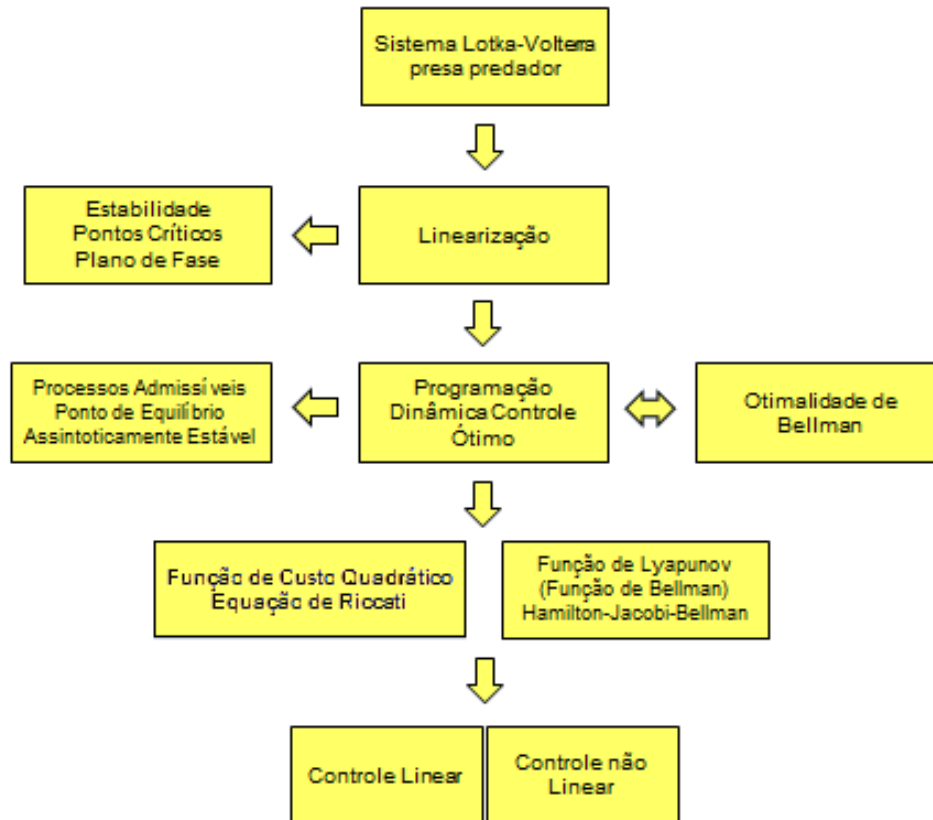 Sistema Lotka-Volterra
presa predador
Estabilidade
Pontos Críticos
Plano de Fase
Linearização
Processos Admissíveis
Ponto de Equilíbrio
Assintoticamente Estável
Programação
Dinâmica Controle
Ótimo
Otimalidade de
Bellman
Função de Custo Quadrático
Equação de Riccati
Função de Lyapunov
(Função de Bellman)
Hamilton-Jacobi-Bellman
Controle Linear
Controle não
Linear